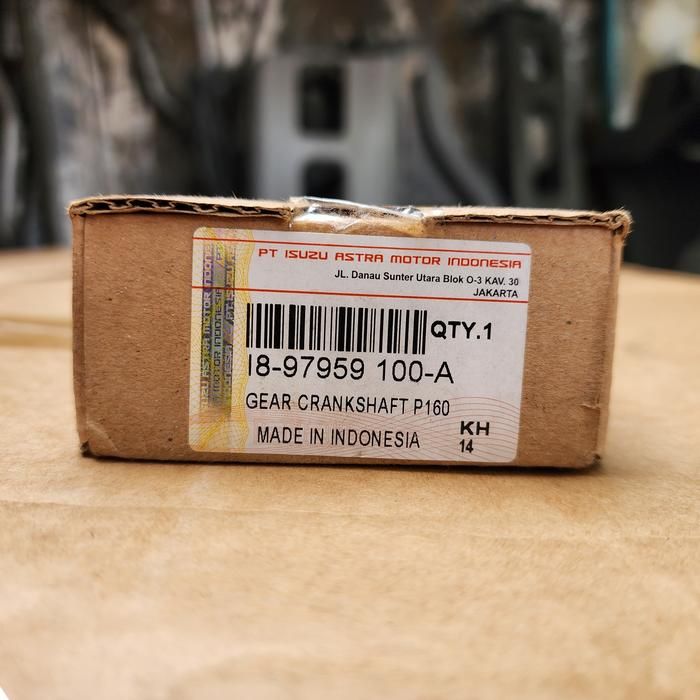 PT ISUZU ASTRA MOTOR INDONESIA
JL. Danau Sunter Utara Blok O-3 KAV. 30
JAKARTA
QTY.1
I8-97959 100-A
GEAR CRANKSHAFT P160
MADE IN INDONESIA
KH
14